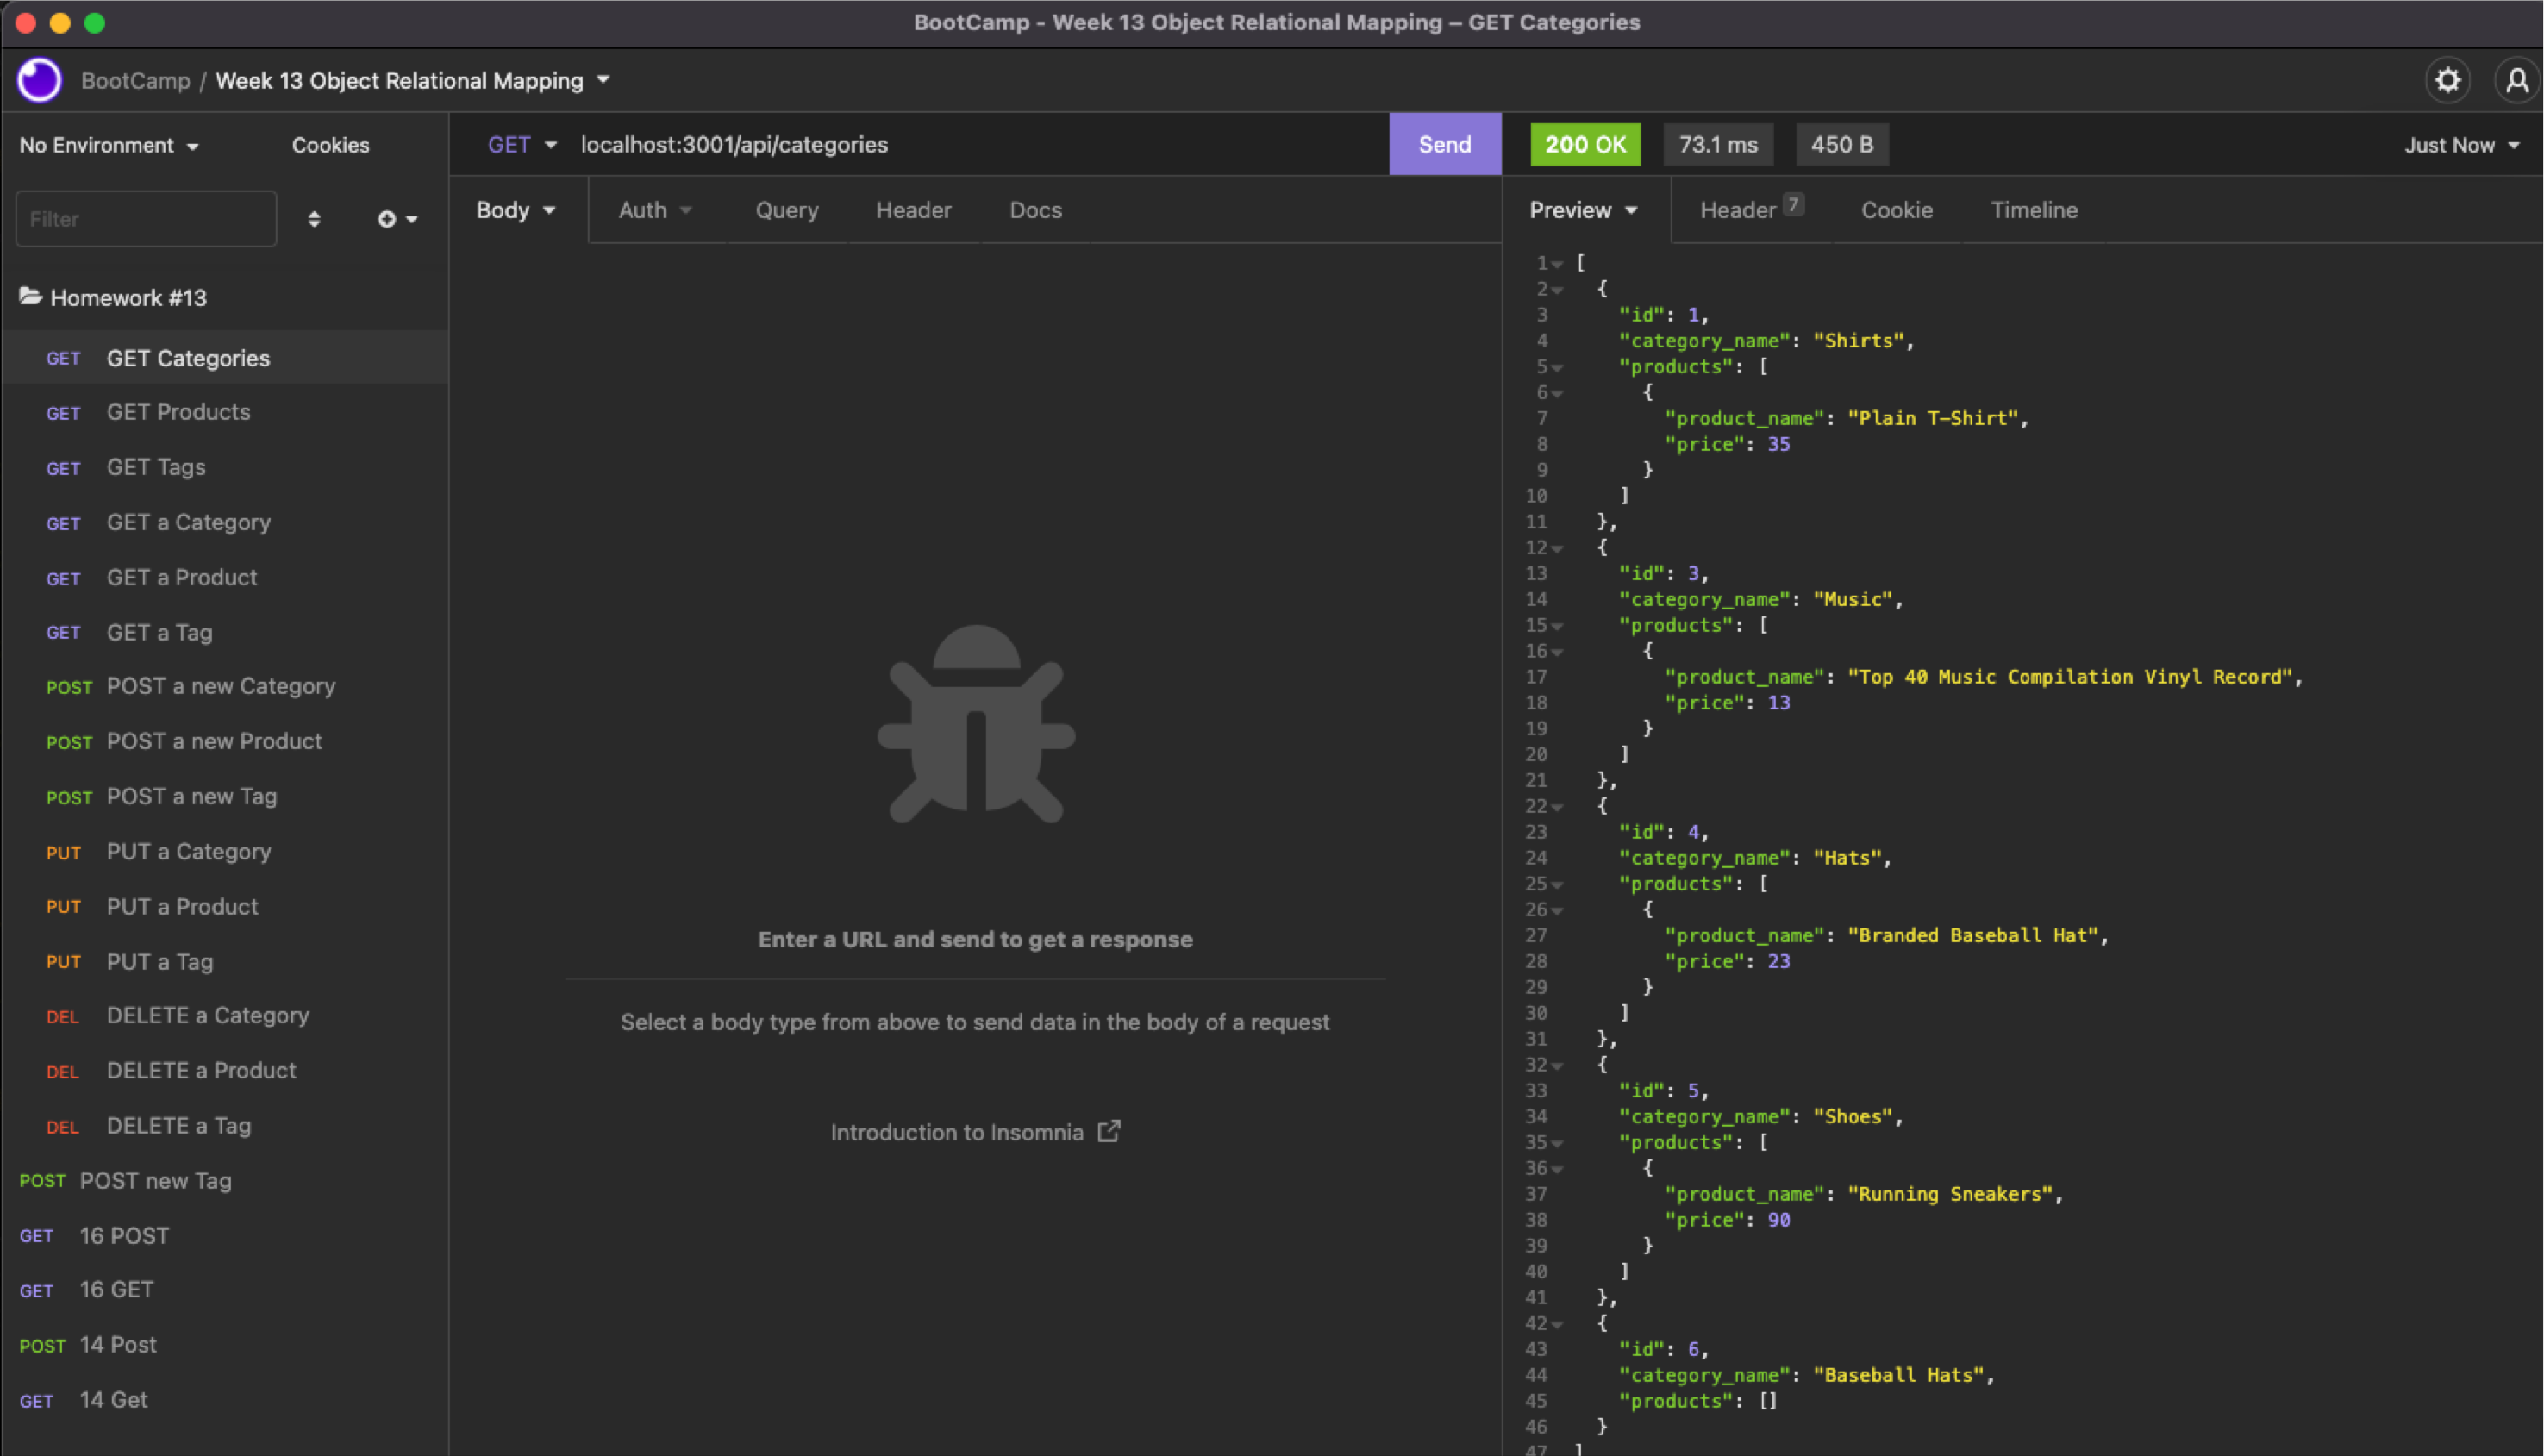 BootCamp - Week 13 Object Relational Mapping – GET Categories
BootCamp / Week 13 Object Relational Mapping
No Environment
Cookies
Filter
Homework #13
GET GET Categories
GET GET Products
GET GET Tags
GET GET a Category
GET GET a Product
GET GET a Tag
POST POST a new Category
POST POST a new Product
POST POST a new Tag
PUT PUT a Category
PUT PUT a Product
PUT PUT a Tag
DEL DELETE a Category
DEL DELETE a Product
DEL DELETE a Tag
POST POST new Tag
GET 16 POST
GET 16 GET
POST 14 Post
GET 14 Get
GET localhost:3001/api/categories Send
Body Auth Query Header Docs
Enter a URL and send to get a response
Select a body type from above to send data in the body of a request
Introduction to Insomnia
200 OK 73.1 ms 450 B Just Now
Preview Header 7 Cookie Timeline
1 [
2 {
3 "id": 1,
4 "category_name": "Shirts",
5 "products": [
6 {
7 "product_name": "Plain T-Shirt",
8 "price": 35
9 }
10 ]
11 },
12 {
13 "id": 3,
14 "category_name": "Music",
15 "products": [
16 {
17 "product_name": "Top 40 Music Compilation Vinyl Record",
18 "price": 13
19 }
20 ]
21 },
22 {
23 "id": 4,
24 "category_name": "Hats",
25 "products": [
26 {
27 "product_name": "Branded Baseball Hat",
28 "price": 23
29 }
30 ]
31 },
32 {
33 "id": 5,
34 "category_name": "Shoes",
35 "products": [
36 {
37 "product_name": "Running Sneakers",
38 "price": 90
39 }
40 ]
41 },
42 {
43 "id": 6,
44 "category_name": "Baseball Hats",
45 "products": []
46 }
47 ]